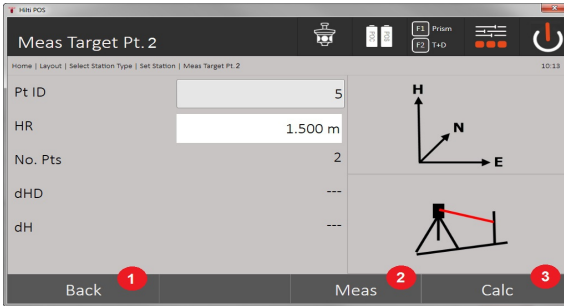 Hilti POS
Meas Target Pt. 2
POC
POS
F1 Prism
F2 T+D
Home | Layout | Select Station Type | Set Station | Meas Target Pt. 2
10:13
Pt ID 5
HR 1.500 m
No. Pts 2
dHD ---
dH ---
H
N
E
Back 1
Meas 2
Calc 3